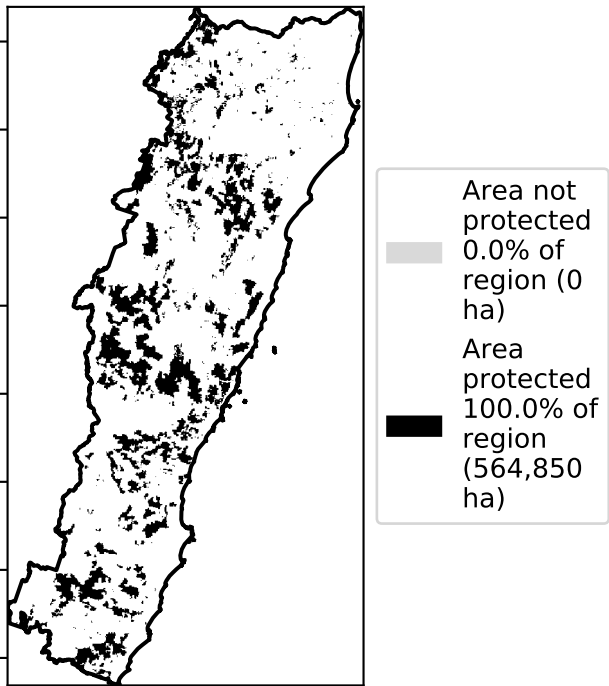 Area not
protected
0.0% of
region (0
ha)
Area
protected
100.0% of
region
(564,850
ha)